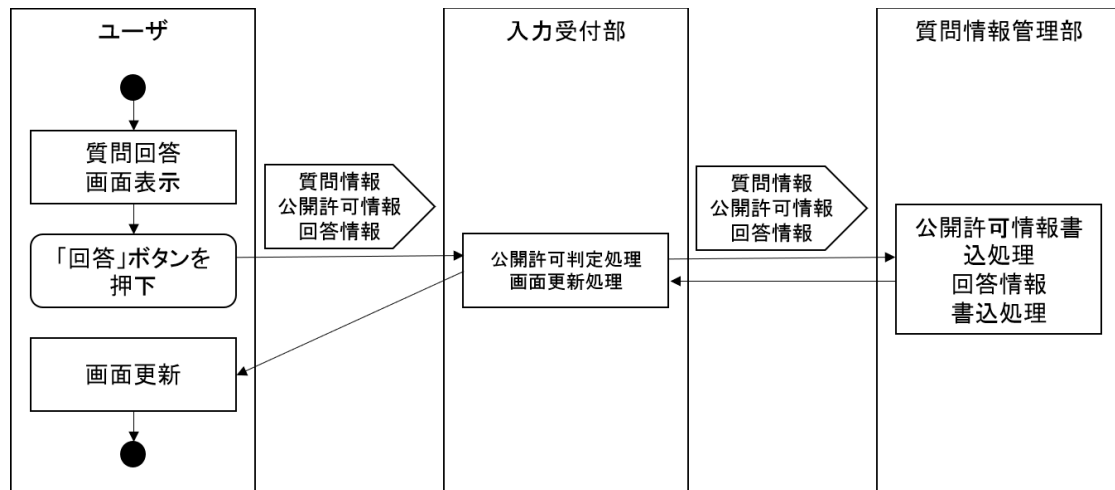 ユーザ
入力受付部
質問情報管理部
質問回答
画面表示
「回答」ボタンを
押下
画面更新
質問情報
公開許可情報
回答情報
公開許可判定処理
画面更新処理
質問情報
公開許可情報
回答情報
公開許可情報書
込処理
回答情報
書込処理